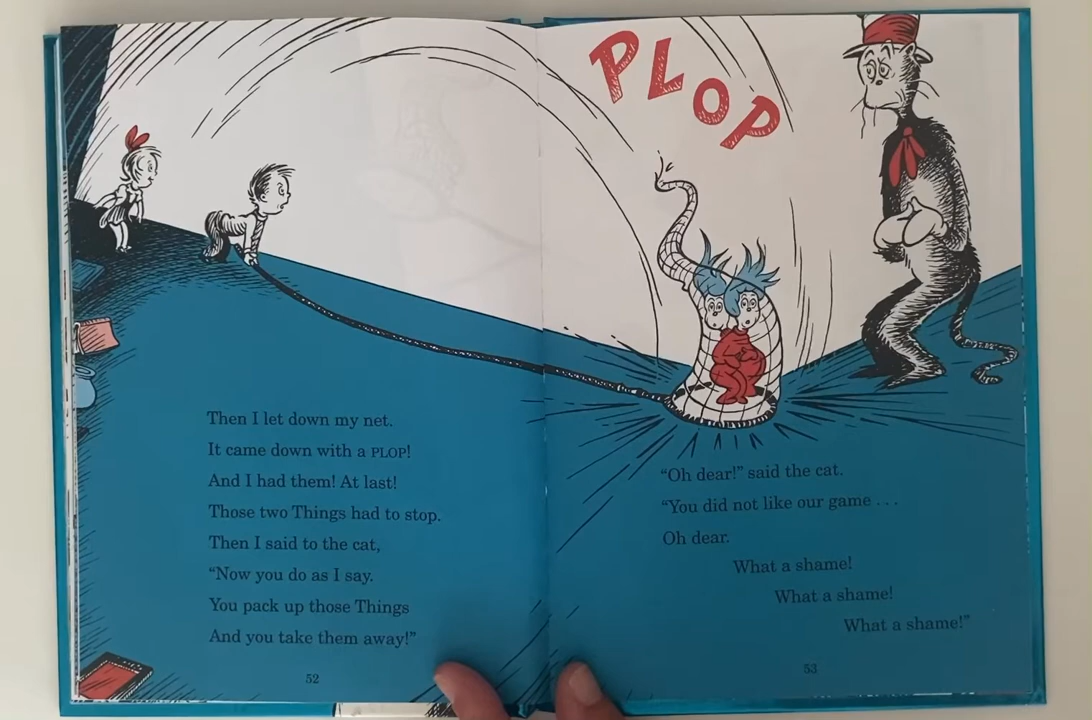 PLOP
Then I let down my net.
It came down with a PLOP!
And I had them! At last!
Those two Things had to stop.
Then I said to the cat,
“Now you do as I say.
You pack up those Things
And you take them away!”
52
“Oh dear!” said the cat.
“You did not like our game . . .
Oh dear.
What a shame!
What a shame!
What a shame!”
53